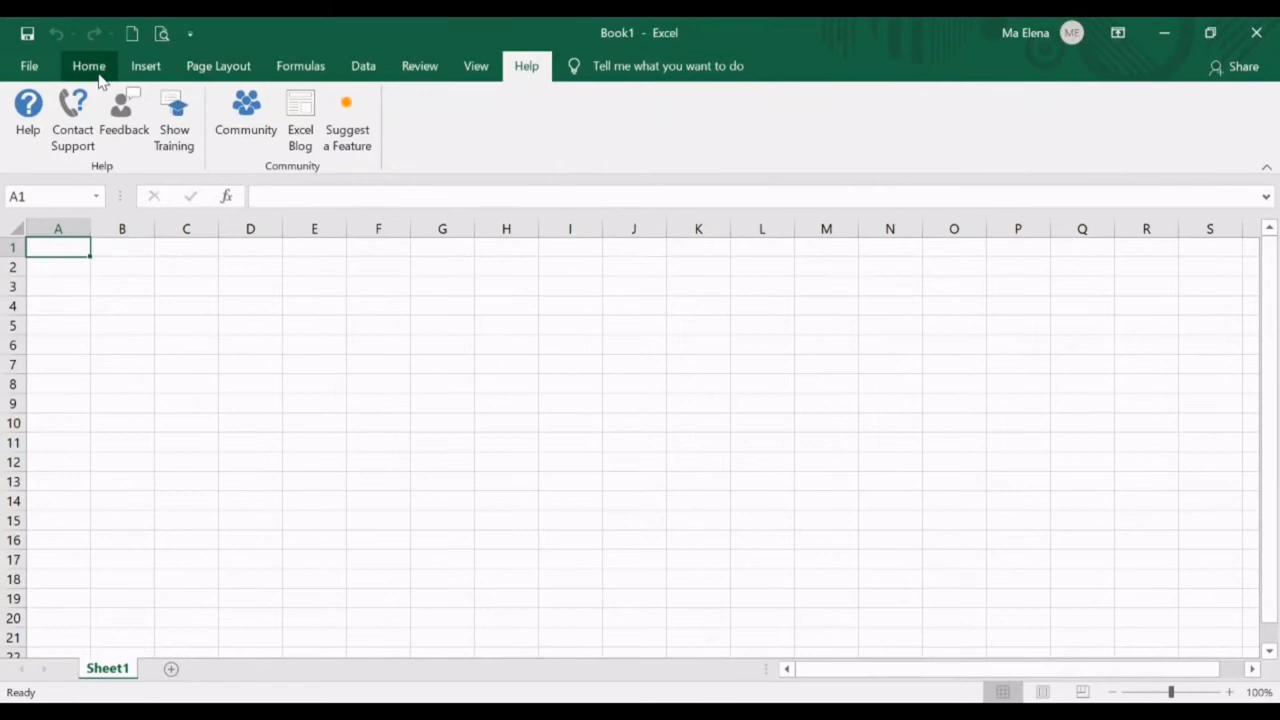 Book1 - Excel
Ma Elena ME
File Home Insert Page Layout Formulas Data Review View Help Tell me what you want to do Share
Help Contact Support Feedback Show Training Community Excel Blog Suggest a Feature
Help Community
A1 fx
A B C D E F G H I J K L M N O P Q R S
1
2
3
4
5
6
7
8
9
10
11
12
13
14
15
16
17
18
19
20
21
22
Sheet1
Ready 100%